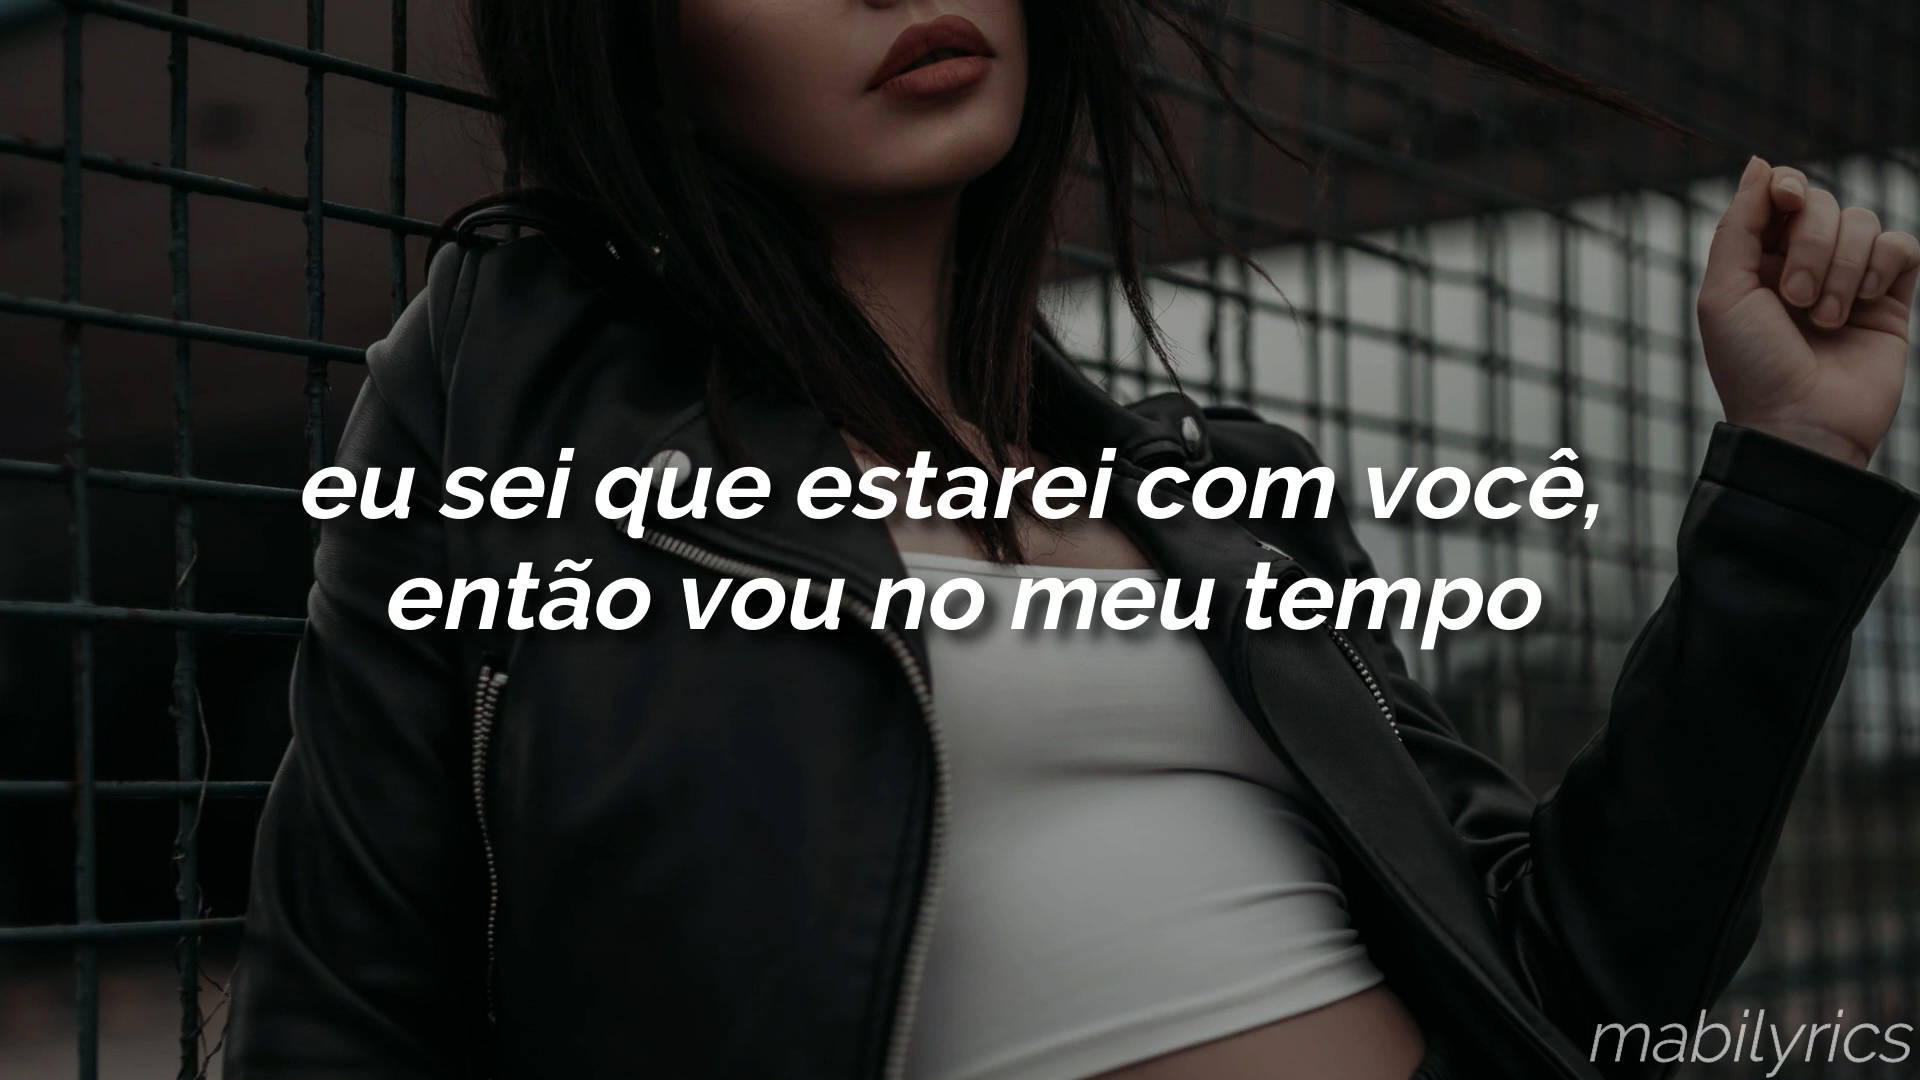 eu sei que estarei com você,
então vou no meu tempo
mabilyrics